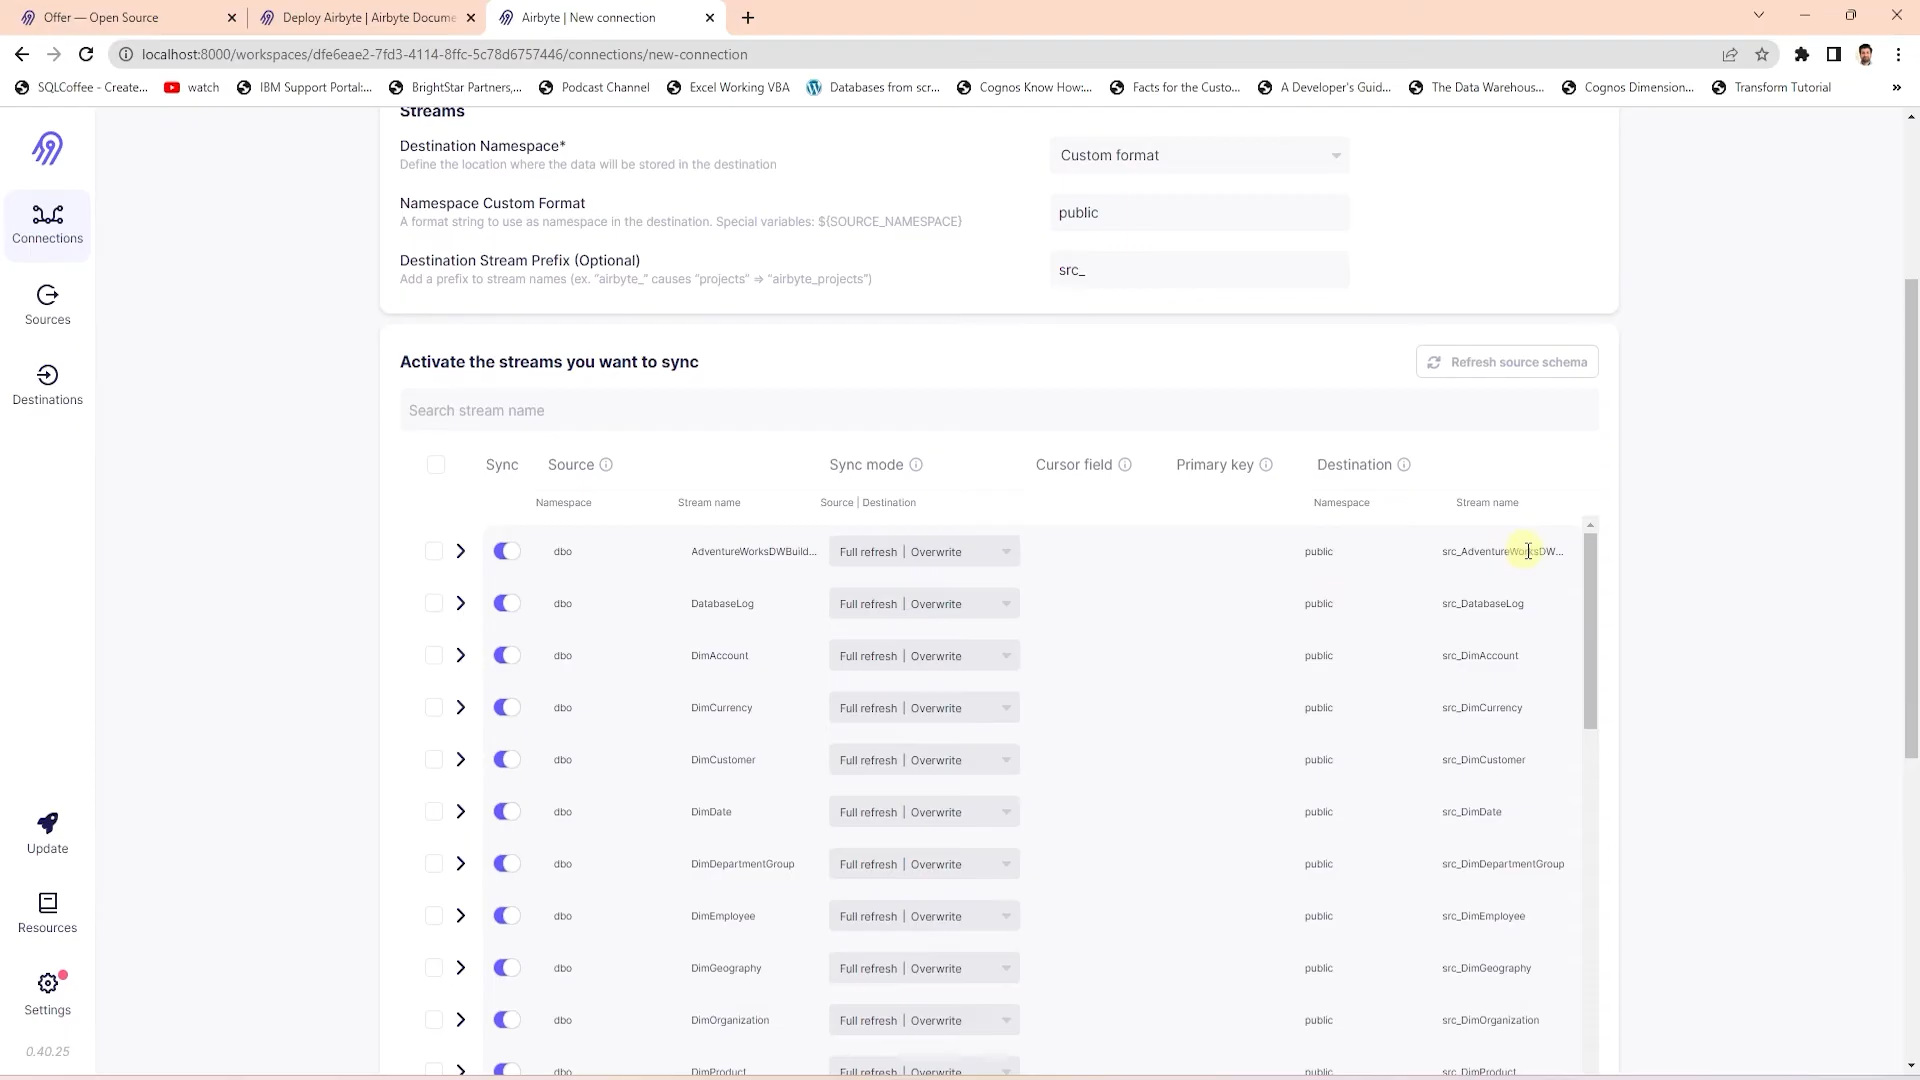 Offer — Open Source
Deploy Airbyte | Airbyte Docume
Airbyte | New connection
localhost:8000/workspaces/dfe6eae2-7fd3-4114-8ffc-5c78d6757446/connections/new-connection
SQLCoffee - Create...
watch
IBM Support Portal:...
BrightStar Partners,...
Podcast Channel
Excel Working VBA
Databases from scr...
Cognos Know How:...
Facts for the Custo...
A Developer's Guid...
The Data Warehous...
Cognos Dimension...
Transform Tutorial
»
Connections
Sources
Destinations
Update
Resources
Settings
0.40.25
Streams
Destination Namespace*
Define the location where the data will be stored in the destination
Custom format
Namespace Custom Format
A format string to use as namespace in the destination. Special variables: ${SOURCE_NAMESPACE}
public
Destination Stream Prefix (Optional)
Add a prefix to stream names (ex. “airbyte_” causes “projects” => “airbyte_projects”)
src_
Activate the streams you want to sync
Refresh source schema
Search stream name
Sync Source Sync mode Cursor field Primary key Destination
Namespace Stream name Source | Destination Namespace Stream name
dbo AdventureWorksDWBuild... Full refresh | Overwrite public src_AdventureWorksDW...
dbo DatabaseLog Full refresh | Overwrite public src_DatabaseLog
dbo DimAccount Full refresh | Overwrite public src_DimAccount
dbo DimCurrency Full refresh | Overwrite public src_DimCurrency
dbo DimCustomer Full refresh | Overwrite public src_DimCustomer
dbo DimDate Full refresh | Overwrite public src_DimDate
dbo DimDepartmentGroup Full refresh | Overwrite public src_DimDepartmentGroup
dbo DimEmployee Full refresh | Overwrite public src_DimEmployee
dbo DimGeography Full refresh | Overwrite public src_DimGeography
dbo DimOrganization Full refresh | Overwrite public src_DimOrganization
dbo DimProduct Full refresh | Overwrite public src_DimProduct